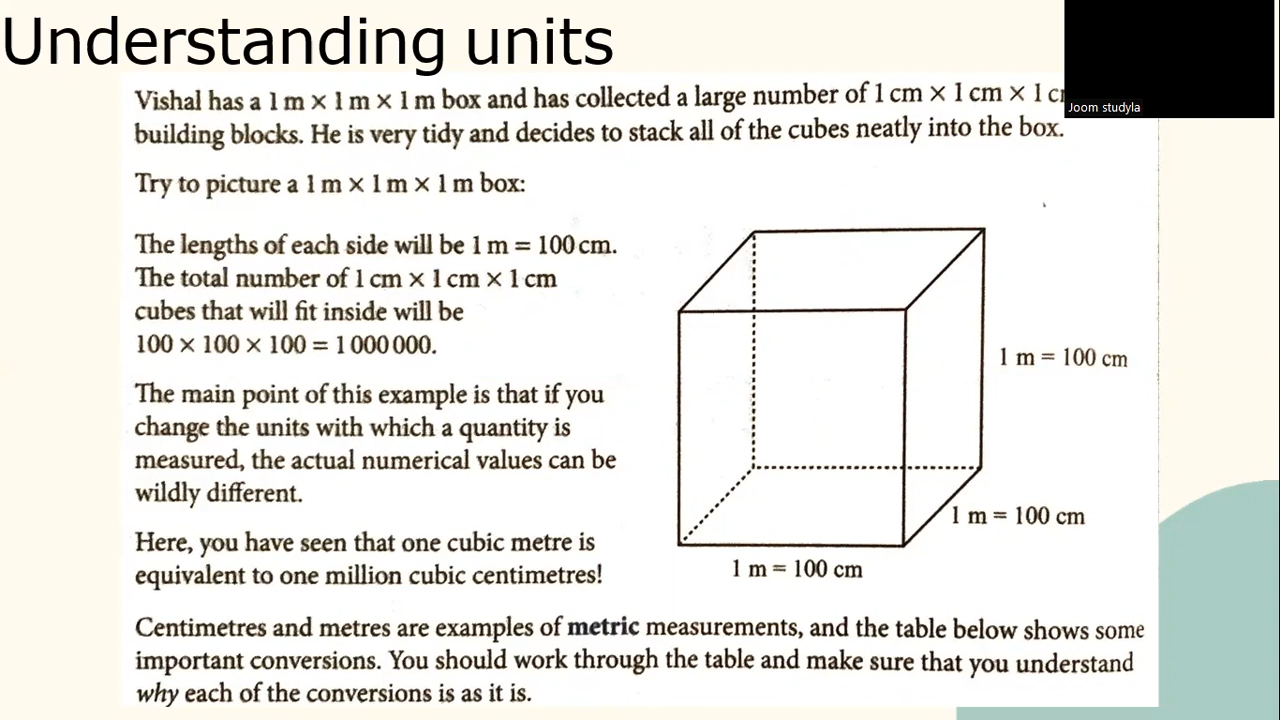 Understanding units
Vishal has a 1 m × 1 m × 1 m box and has collected a large number of 1 cm × 1 cm × 1
building blocks. He is very tidy and decides to stack all of the cubes neatly into the box.
Joom studyla
Try to picture a 1 m × 1 m × 1 m box:
The lengths of each side will be 1 m = 100 cm.
The total number of 1 cm × 1 cm × 1 cm
cubes that will fit inside will be
100 × 100 × 100 = 1 000 000.
The main point of this example is that if you
change the units with which a quantity is
measured, the actual numerical values can be
wildly different.
Here, you have seen that one cubic metre is
equivalent to one million cubic centimetres!
1 m = 100 cm
1 m = 100 cm
1 m = 100 cm
Centimetres and metres are examples of metric measurements, and the table below shows some
important conversions. You should work through the table and make sure that you understand
why each of the conversions is as it is.